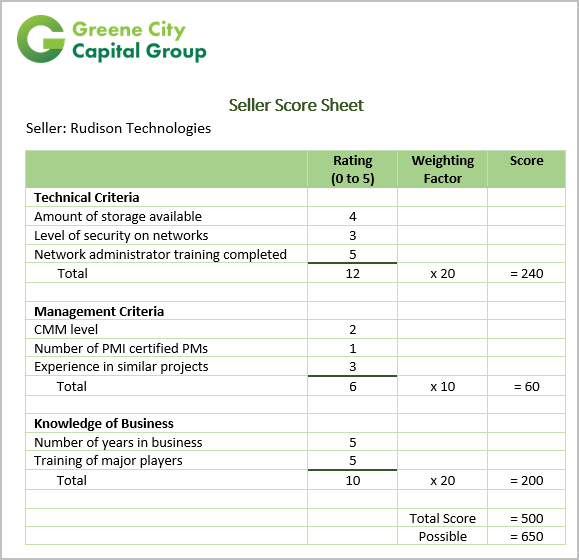 Greene City
Capital Group
Seller Score Sheet
Seller: Rudison Technologies
Rating Weighting Score
(0 to 5) Factor
Technical Criteria
Amount of storage available 4
Level of security on networks 3
Network administrator training completed 5
Total 12 x 20 = 240
Management Criteria
CMM level 2
Number of PMI certified PMs 1
Experience in similar projects 3
Total 6 x 10 = 60
Knowledge of Business
Number of years in business 5
Training of major players 5
Total 10 x 20 = 200
Total Score = 500
Possible = 650